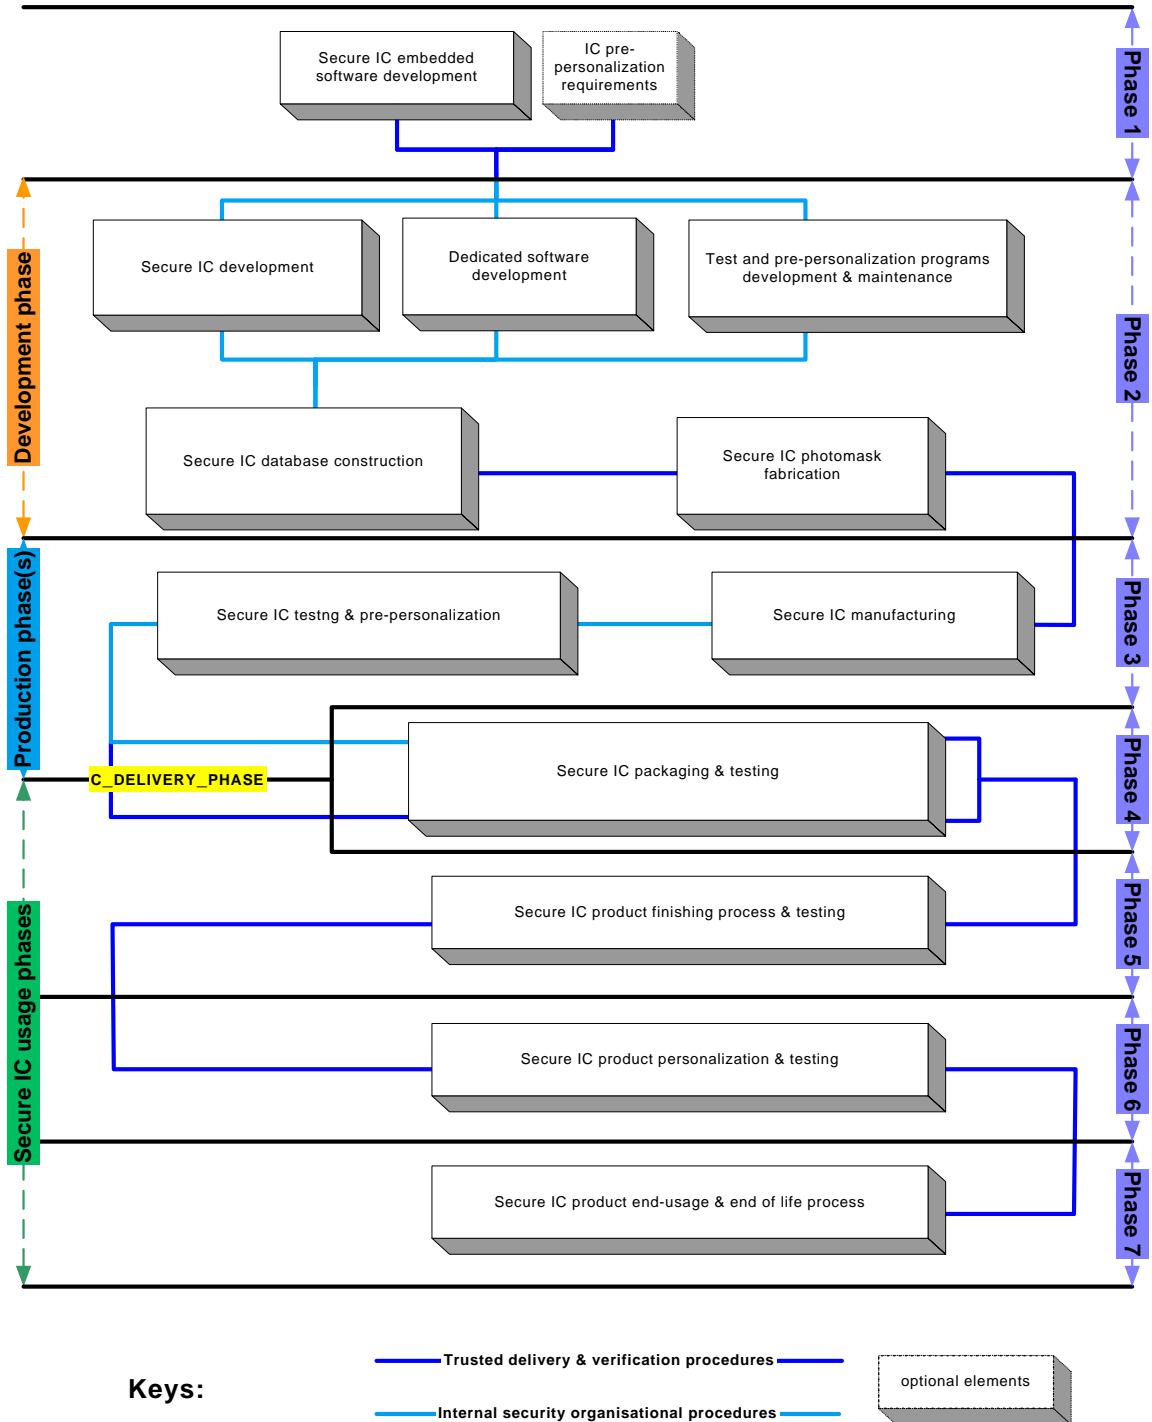 Secure IC embedded
software development
IC pre-
personalization
requirements
Phase 1
Development phase
Secure IC development
Dedicated software
development
Test and pre-personalization programs
development & maintenance
Phase 2
Secure IC database construction
Secure IC photomask
fabrication
Production phase(s)
Secure IC testng & pre-personalization
Secure IC manufacturing
Phase 3
C_DELIVERY_PHASE
Secure IC packaging & testing
Phase 4
Secure IC usage phases
Secure IC product finishing process & testing
Phase 5
Secure IC product personalization & testing
Phase 6
Secure IC product end-usage & end of life process
Phase 7
Keys:
Trusted delivery & verification procedures
Internal security organisational procedures
optional elements